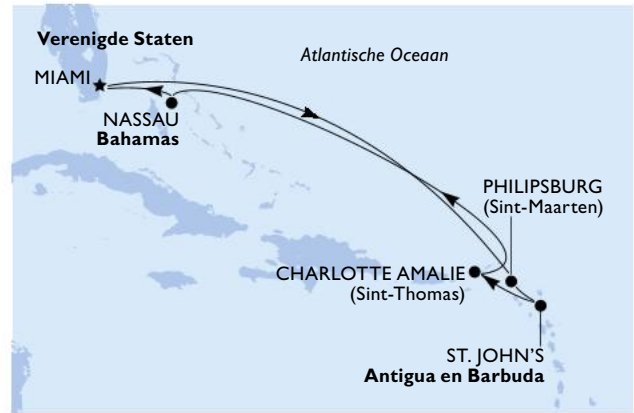 Verenigde Staten
Atlantische Oceaan
MIAMI
NASSAU
Bahamas
PHILIPSBURG
(Sint-Maarten)
CHARLOTTE AMALIE
(Sint-Thomas)
ST. JOHN'S
Antigua en Barbuda